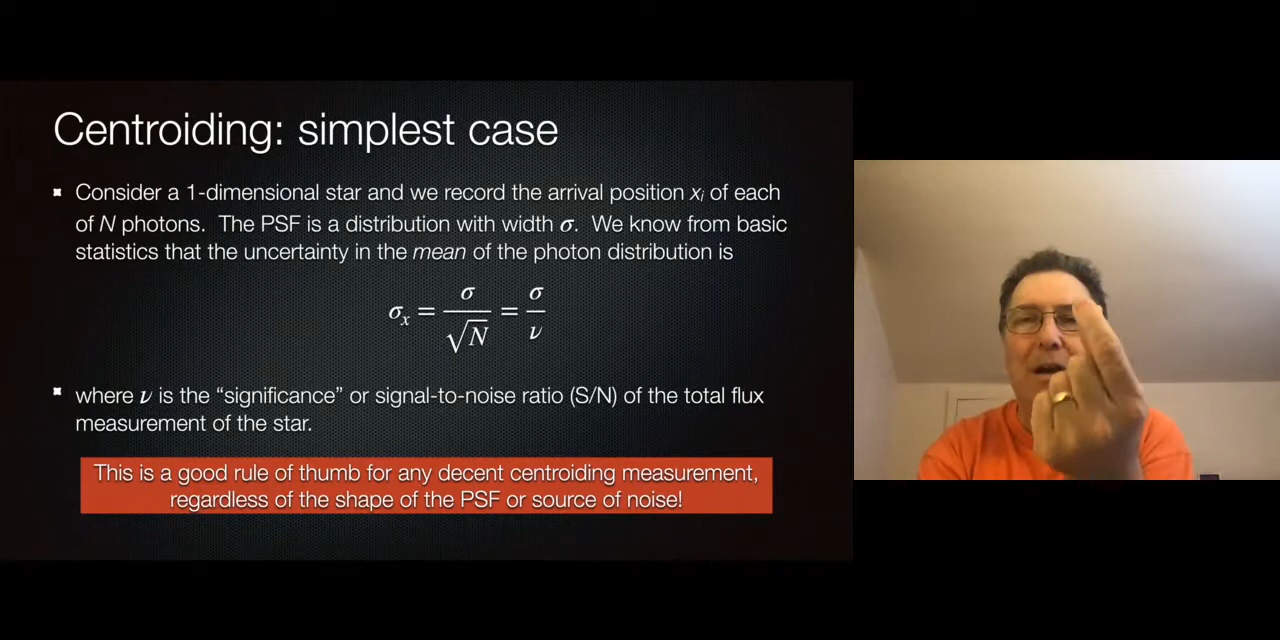 Centroiding: simplest case
Consider a 1-dimensional star and we record the arrival position xᵢ of each
of N photons. The PSF is a distribution with width σ. We know from basic
statistics that the uncertainty in the mean of the photon distribution is
σₓ = σ/√N = σ/ν
where ν is the “significance” or signal-to-noise ratio (S/N) of the total flux
measurement of the star.
This is a good rule of thumb for any decent centroiding measurement,
regardless of the shape of the PSF or source of noise!